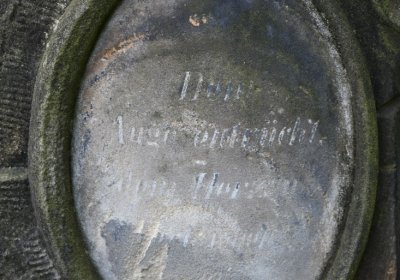 Dem
Auge entrückt,
dem Herzen